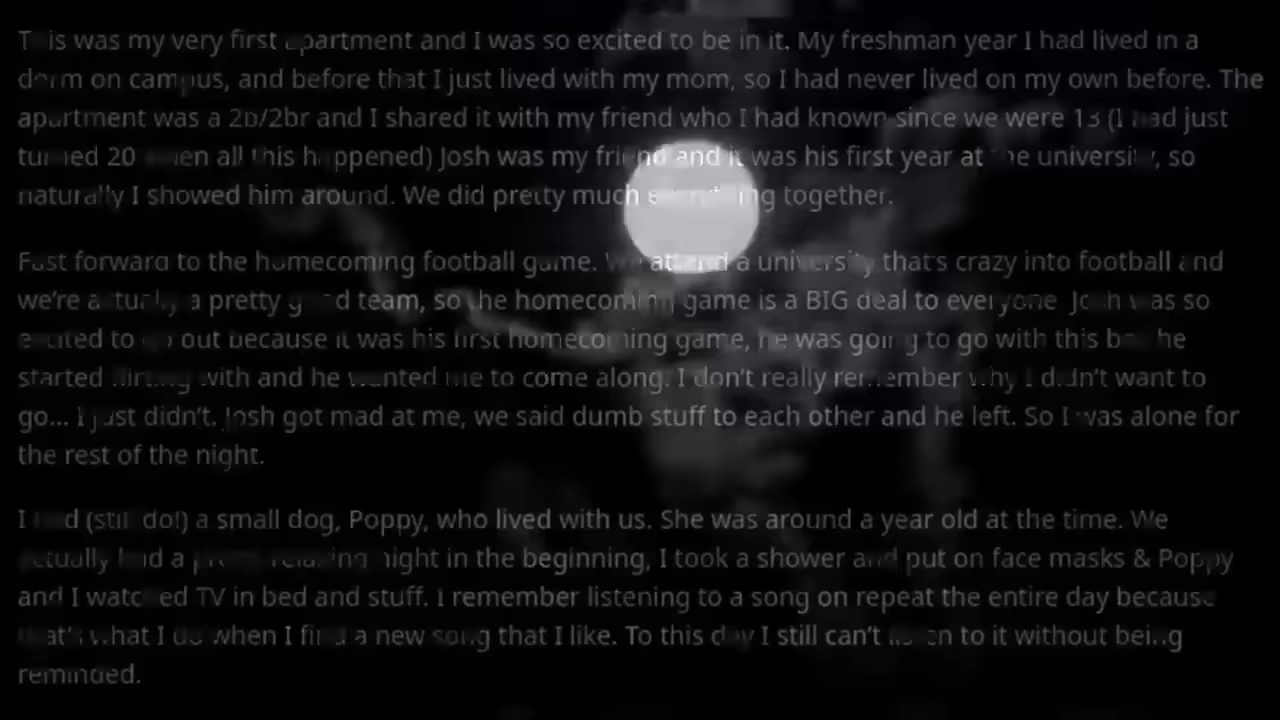 This was my very first apartment and I was so excited to be in it. My freshman year I had lived in a
dorm on campus, and before that I just lived with my mom, so I had never lived on my own before. The
apartment was a 2b/2br and I shared it with my friend who I had known since we were 13 (I had just
turned 20 when all this happened) Josh was my friend and it was his first year at the university, so
naturally I showed him around. We did pretty much everything together.
Fast forward to the homecoming football game. We attend a university that's crazy into football and
we're actually a pretty good team, so the homecoming game is a BIG deal to everyone Josh was so
excited to go out because it was his first homecoming game, he was going to go with this boy he
started flirting with and he wanted me to come along. I don't really remember why I didn't want to
go... I just didn't. Josh got mad at me, we said dumb stuff to each other and he left. So I was alone for
the rest of the night.
I had (still do!) a small dog, Poppy, who lived with us. She was around a year old at the time. We
actually had a pretty relaxing night in the beginning, I took a shower and put on face masks & Poppy
and I watched TV in bed and stuff. I remember listening to a song on repeat the entire day because
that's what I do when I find a new song that I like. To this day I still can't listen to it without being
reminded.